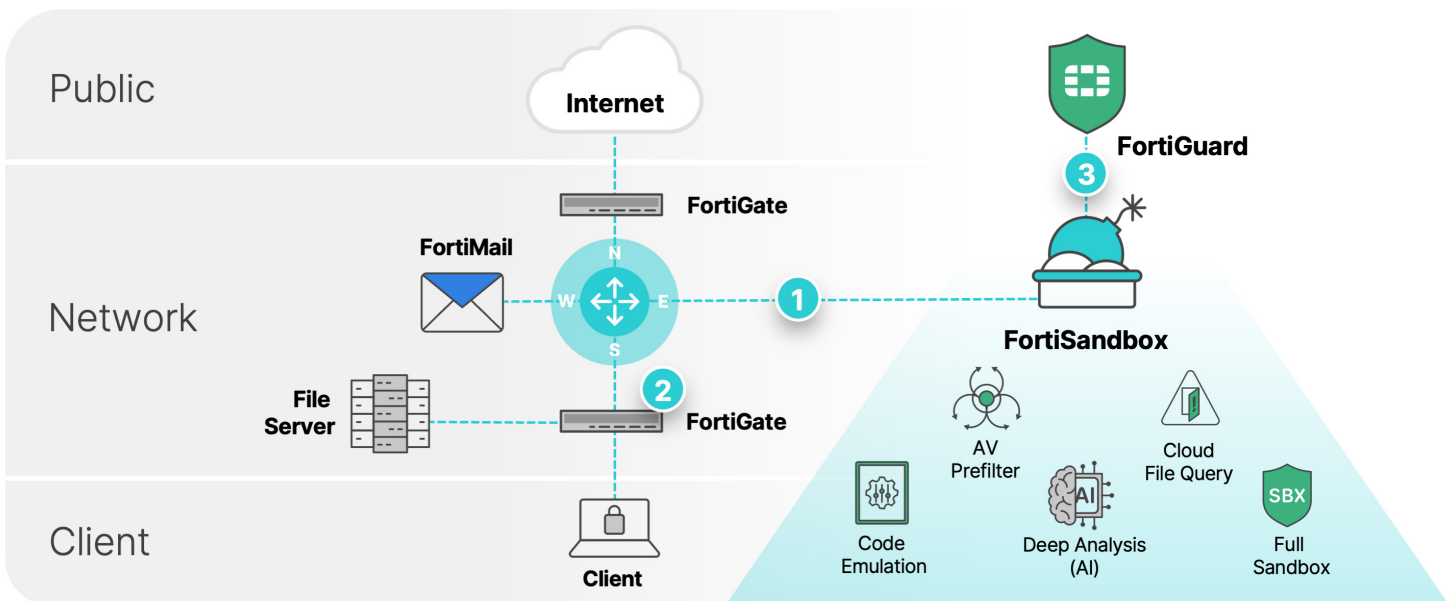 Public
Internet
FortiGuard
3
FortiGate
FortiMail
N
W
E
S
1
Network
FortiSandbox
2
File
Server
FortiGate
AV
Prefilter
Cloud
File Query
AI
SBX
Code
Emulation
Deep Analysis
(AI)
Full
Sandbox
Client
Client